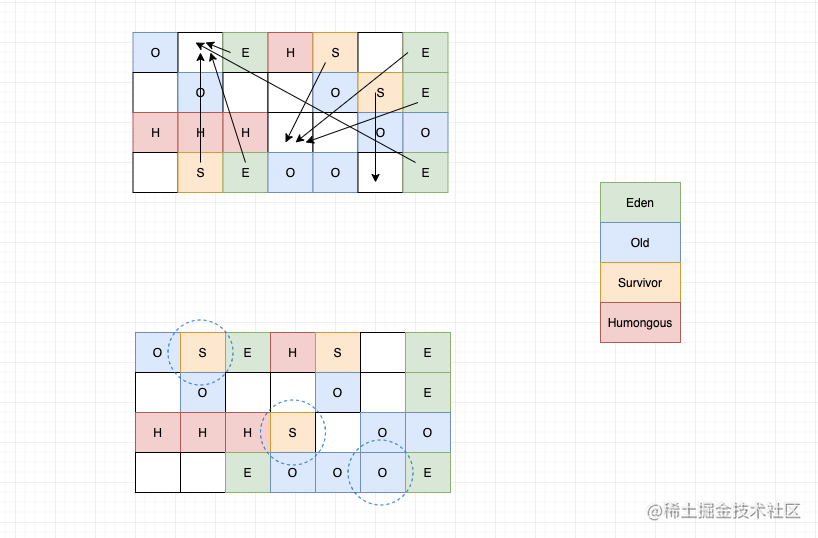 O E H S E
O O S E
H H H O O
S E O O E
Eden
Old
Survivor
Humongous
O S E H S E
O O E
H H H S O O
E O O O E
@稀土掘金技术社区